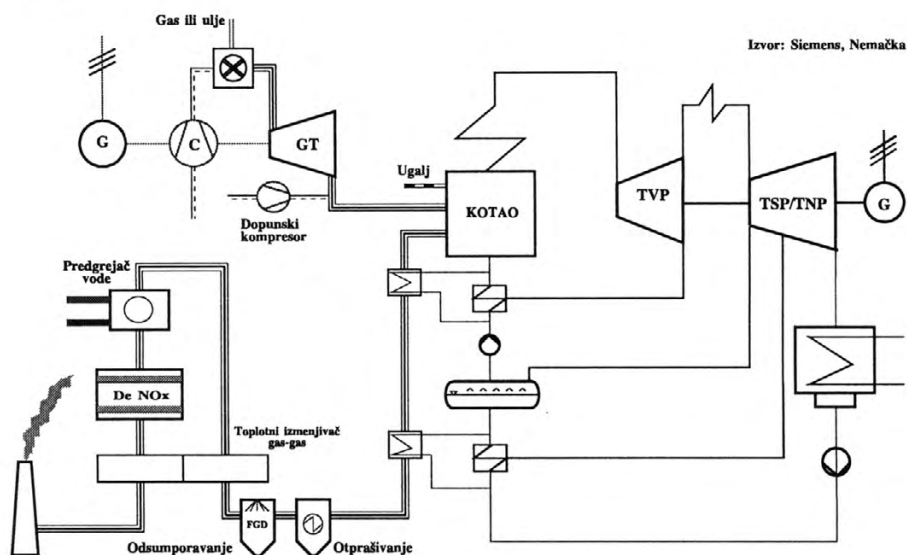 Gas ili ulje
Izvor: Siemens, Nemačka
G
C
GT
Ugalj
KOTAO
TVP
TSP/TNP
G
Dopunski
kompresor
Predgrejač
vode
De NOx
Toplotni izmenjivač
gas-gas
FGD
Odsumporavanje
Otprašivanje